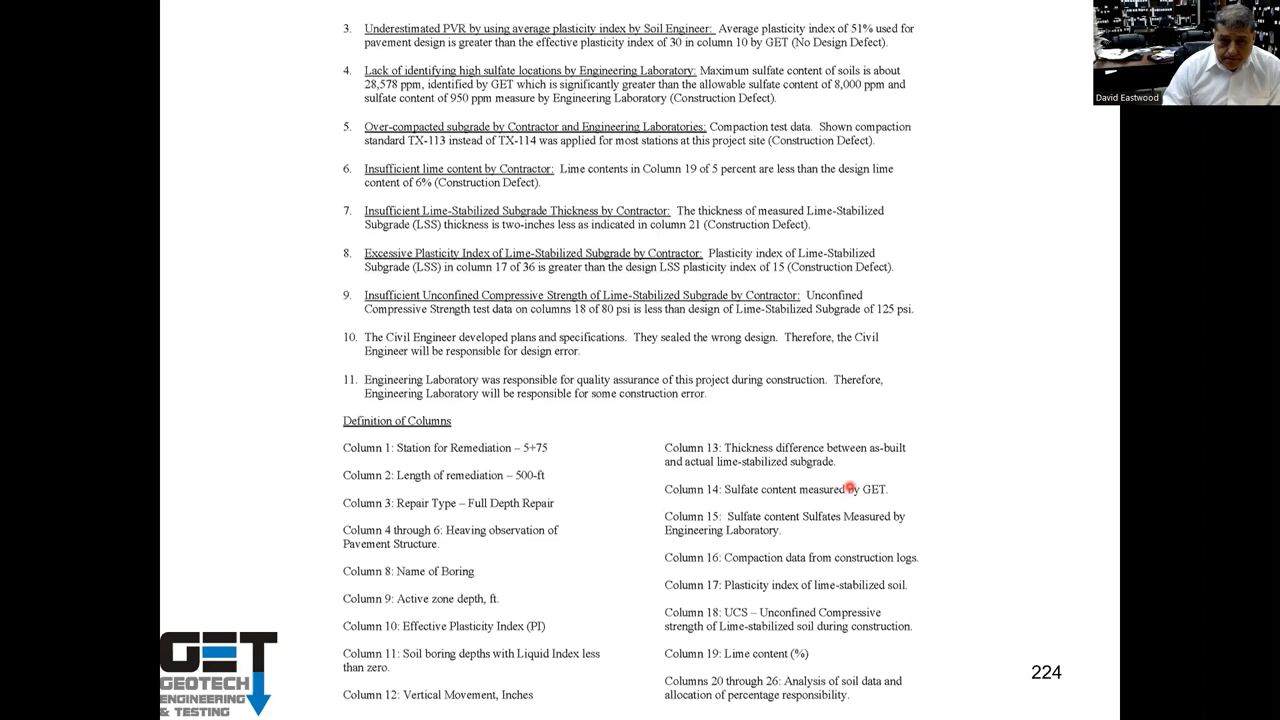 3. Underestimated PVR by using average plasticity index by Soil Engineer: Average plasticity index of 51% used for
pavement design is greater than the effective plasticity index of 30 in column 10 by GET (No Design Defect).
4. Lack of identifying high sulfate locations by Engineering Laboratory: Maximum sulfate content of soils is about
28,578 ppm, identified by GET which is significantly greater than the allowable sulfate content of 8,000 ppm and
sulfate content of 950 ppm measure by Engineering Laboratory (Construction Defect).
5. Over-compacted subgrade by Contractor and Engineering Laboratories: Compaction test data. Shown compaction
standard TX-113 instead of TX-114 was applied for most stations at this project site (Construction Defect).
6. Insufficient lime content by Contractor: Lime contents in Column 19 of 5 percent are less than the design lime
content of 6% (Construction Defect).
7. Insufficient Lime-Stabilized Subgrade Thickness by Contractor: The thickness of measured Lime-Stabilized
Subgrade (LSS) thickness is two-inches less as indicated in column 21 (Construction Defect).
8. Excessive Plasticity Index of Lime-Stabilized Subgrade by Contractor: Plasticity index of Lime-Stabilized
Subgrade (LSS) in column 17 of 36 is greater than the design LSS plasticity index of 15 (Construction Defect).
9. Insufficient Unconfined Compressive Strength of Lime-Stabilized Subgrade by Contractor: Unconfined
Compressive Strength test data on columns 18 of 80 psi is less than design of Lime-Stabilized Subgrade of 125 psi.
10. The Civil Engineer developed plans and specifications. They sealed the wrong design. Therefore, the Civil
Engineer will be responsible for design error.
11. Engineering Laboratory was responsible for quality assurance of this project during construction. Therefore,
Engineering Laboratory will be responsible for some construction error.
Definition of Columns
Column 1: Station for Remediation – 5+75
Column 2: Length of remediation – 500-ft
Column 3: Repair Type – Full Depth Repair
Column 4 through 6: Heaving observation of
Pavement Structure.
Column 8: Name of Boring
Column 9: Active zone depth, ft.
Column 10: Effective Plasticity Index (PI)
Column 11: Soil boring depths with Liquid Index less
than zero.
Column 12: Vertical Movement, Inches
Column 13: Thickness difference between as-built
and actual lime-stabilized subgrade.
Column 14: Sulfate content measured by GET.
Column 15: Sulfate content Sulfates Measured by
Engineering Laboratory.
Column 16: Compaction data from construction logs.
Column 17: Plasticity index of lime-stabilized soil.
Column 18: UCS – Unconfined Compressive
strength of Lime-stabilized soil during construction.
Column 19: Lime content (%)
Columns 20 through 26: Analysis of soil data and
allocation of percentage responsibility.
224
GET
GEOTECH
ENGINEERING
& TESTING
David Eastwood